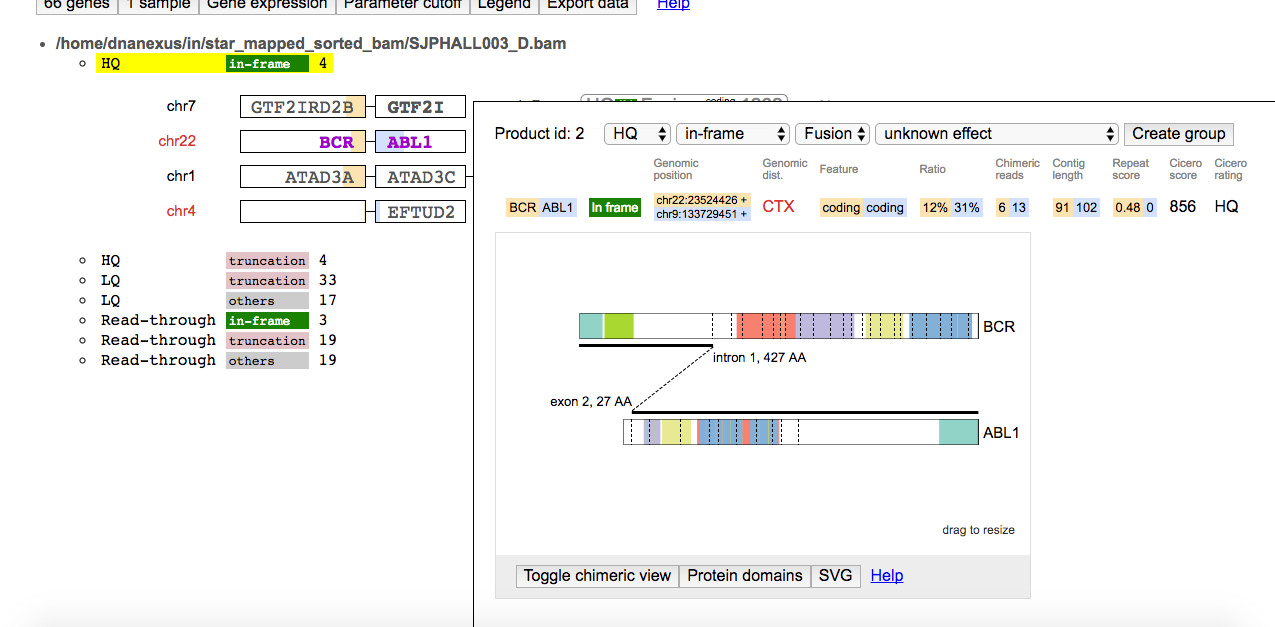 66 genes 1 sample Gene expression Parameter cutoff Legend Export data Help
/home/dnanexus/in/star_mapped_sorted_bam/SJPHALL003_D.bam
HQ in-frame 4
chr7 GTF2IRD2B GTF2I
chr22 BCR ABL1
chr1 ATAD3A ATAD3C
chr4 EFTUD2
HQ truncation 4
LQ truncation 33
LQ others 17
Read-through in-frame 3
Read-through truncation 19
Read-through others 19
Product id: 2 HQ in-frame Fusion unknown effect Create group
Genomic position Genomic dist. Feature Ratio Chimeric reads Contig length Repeat score Cicero score Cicero rating
BCR ABL1 In frame chr22:23524426 + CTX coding coding 12% 31% 6 13 91 102 0.48 0 856 HQ
chr9:133729451 +
BCR
intron 1, 427 AA
exon 2, 27 AA
ABL1
drag to resize
Toggle chimeric view Protein domains SVG Help